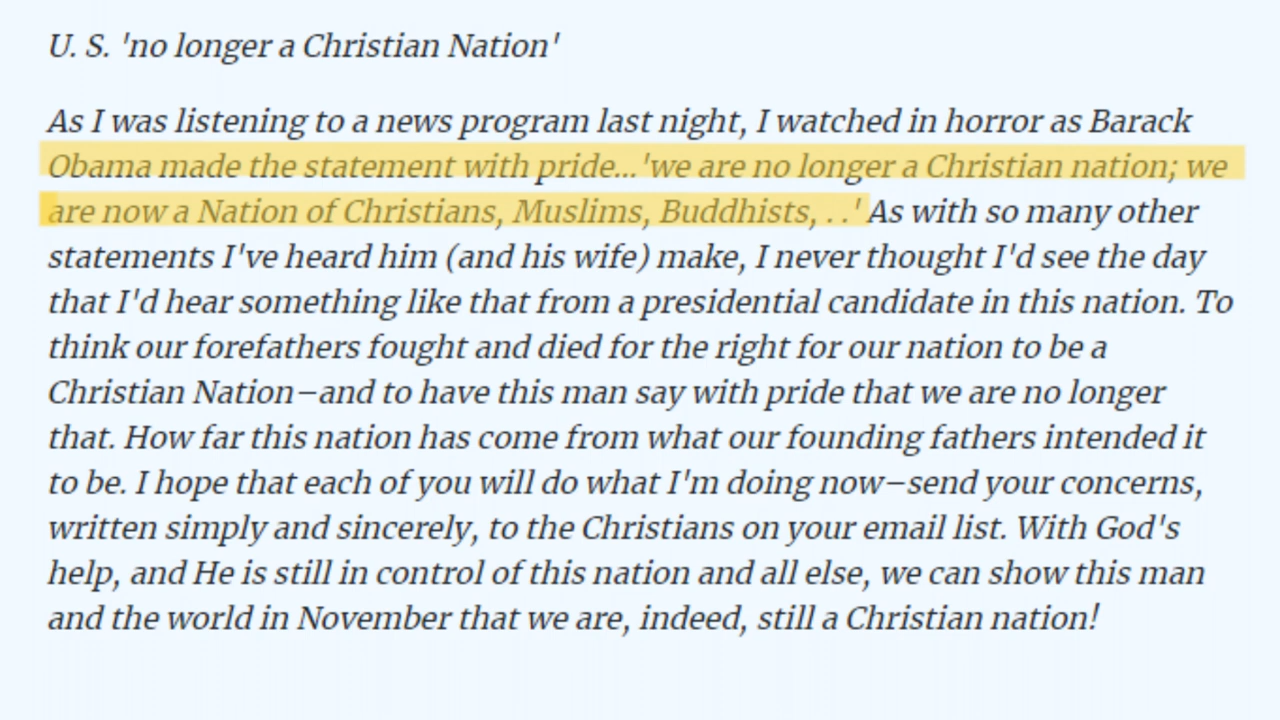 U. S. 'no longer a Christian Nation'
As I was listening to a news program last night, I watched in horror as Barack
Obama made the statement with pride...'we are no longer a Christian nation; we
are now a Nation of Christians, Muslims, Buddhists, . .' As with so many other
statements I've heard him (and his wife) make, I never thought I'd see the day
that I'd hear something like that from a presidential candidate in this nation. To
think our forefathers fought and died for the right for our nation to be a
Christian Nation–and to have this man say with pride that we are no longer
that. How far this nation has come from what our founding fathers intended it
to be. I hope that each of you will do what I'm doing now–send your concerns,
written simply and sincerely, to the Christians on your email list. With God's
help, and He is still in control of this nation and all else, we can show this man
and the world in November that we are, indeed, still a Christian nation!